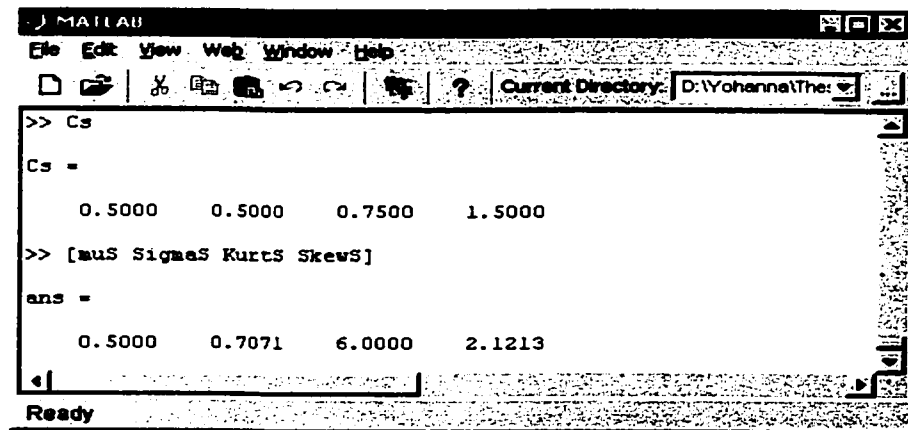 MATLAB
File Edit View Web Window Help
? Current Directory: D:\Yohanna\Thes ...
>> Cs
Cs =
0.5000 0.5000 0.7500 1.5000
>> [muS SigmaS KurtS SkewS]
ans =
0.5000 0.7071 6.0000 2.1213
Ready